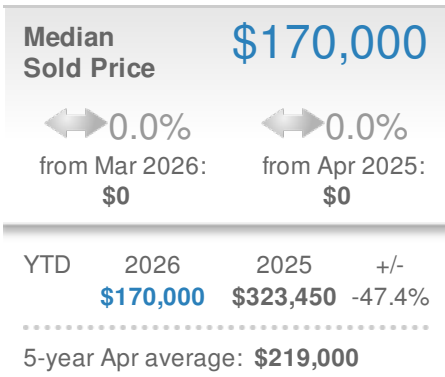 Median
Sold Price
$170,000
0.0% 0.0%
from Mar 2026: from Apr 2025:
$0 $0
YTD 2026 2025 +/-
$170,000 $323,450 -47.4%
5-year Apr average: $219,000